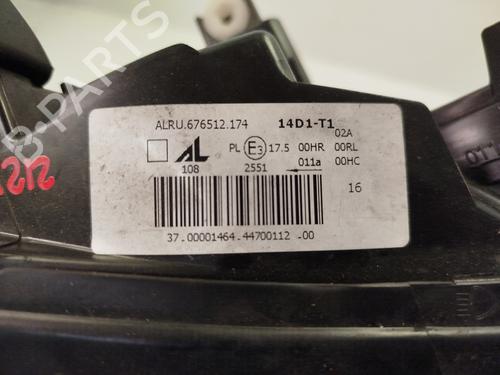 B-PARTS
ALRU.676512.174 14D1-T1
02A
AL PL E3 17.5 00HR 00RL
108 2551 011a 00HC
16
37.00001464.44700112 .00